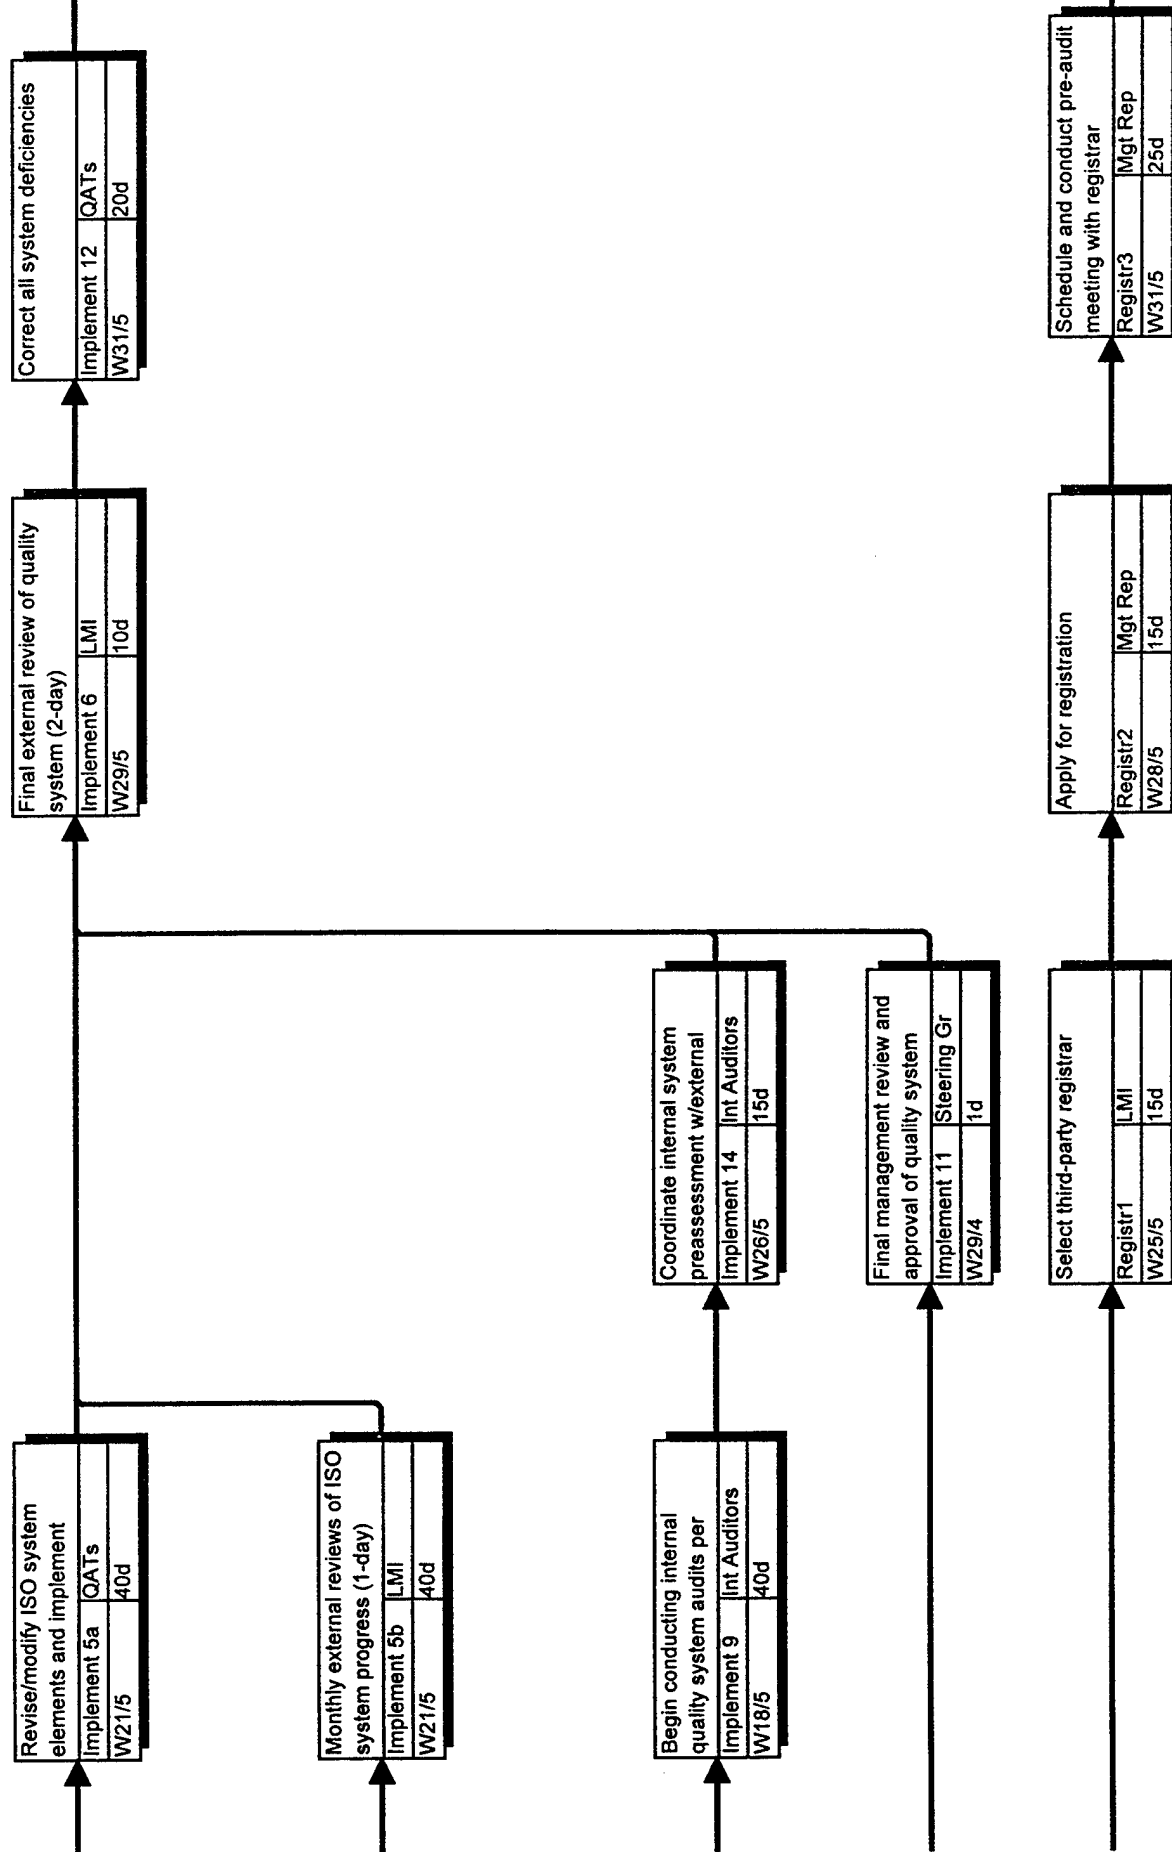 Revise/modify ISO system
elements and implement
Implement 5a QATs
W21/5 40d
Final external review of quality
system (2-day)
Implement 6 LMI
W29/5 10d
Correct all system deficiencies
Implement 12 QATs
W31/5 20d
Monthly external reviews of ISO
system progress (1-day)
Implement 5b LMI
W21/5 40d
Begin conducting internal
quality system audits per
Implement 9 Int Auditors
W18/5 40d
Coordinate internal system
preassessment w/external
Implement 14 Int Auditors
W26/5 15d
Final management review and
approval of quality system
Implement 11 Steering Gr
W29/4 1d
Select third-party registrar
Registr1 LMI
W25/5 15d
Apply for registration
Registr2 Mgt Rep
W28/5 15d
Schedule and conduct pre-audit
meeting with registrar
Registr3 Mgt Rep
W31/5 25d